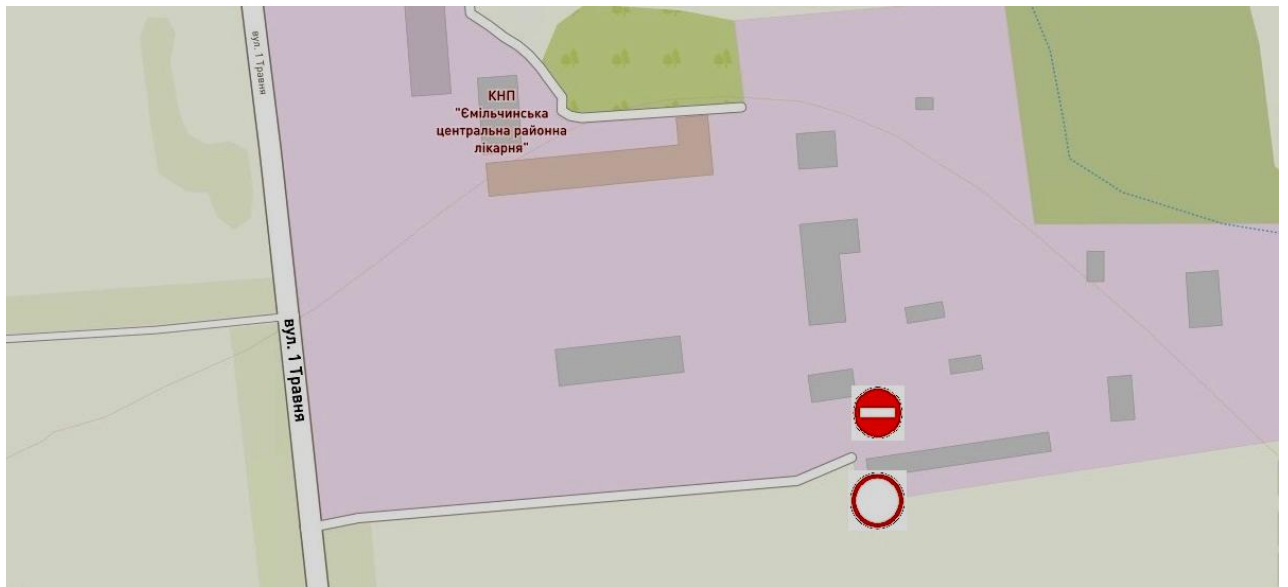 вул. 1 Травня
КНП
"Ємільчинська
центральна районна
лікарня"
вул. 1 Травня